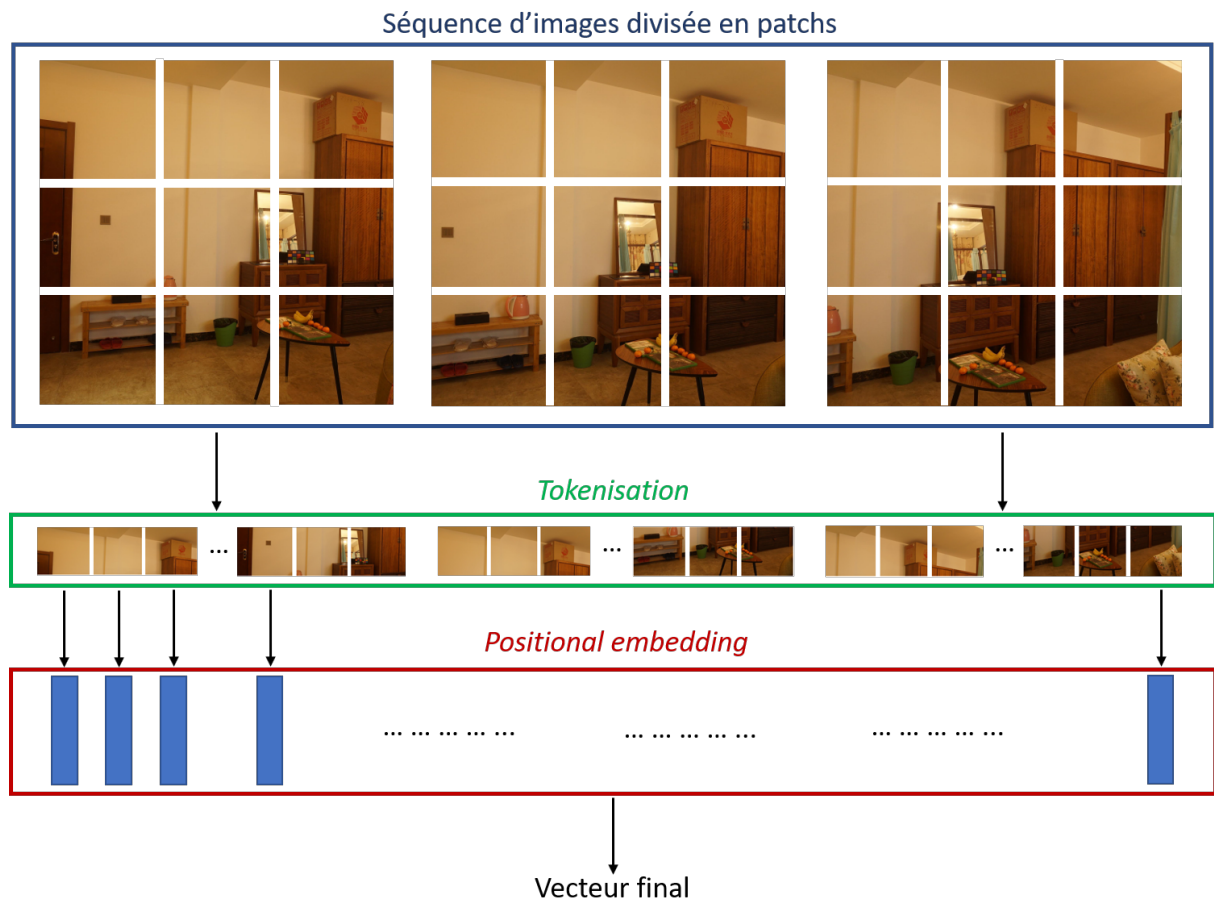 Séquence d'images divisée en patchs
Tokenisation
... ... ...
Positional embedding
... ... ... ... ... ... ... ... ... ... ... ... ... ... ...
Vecteur final